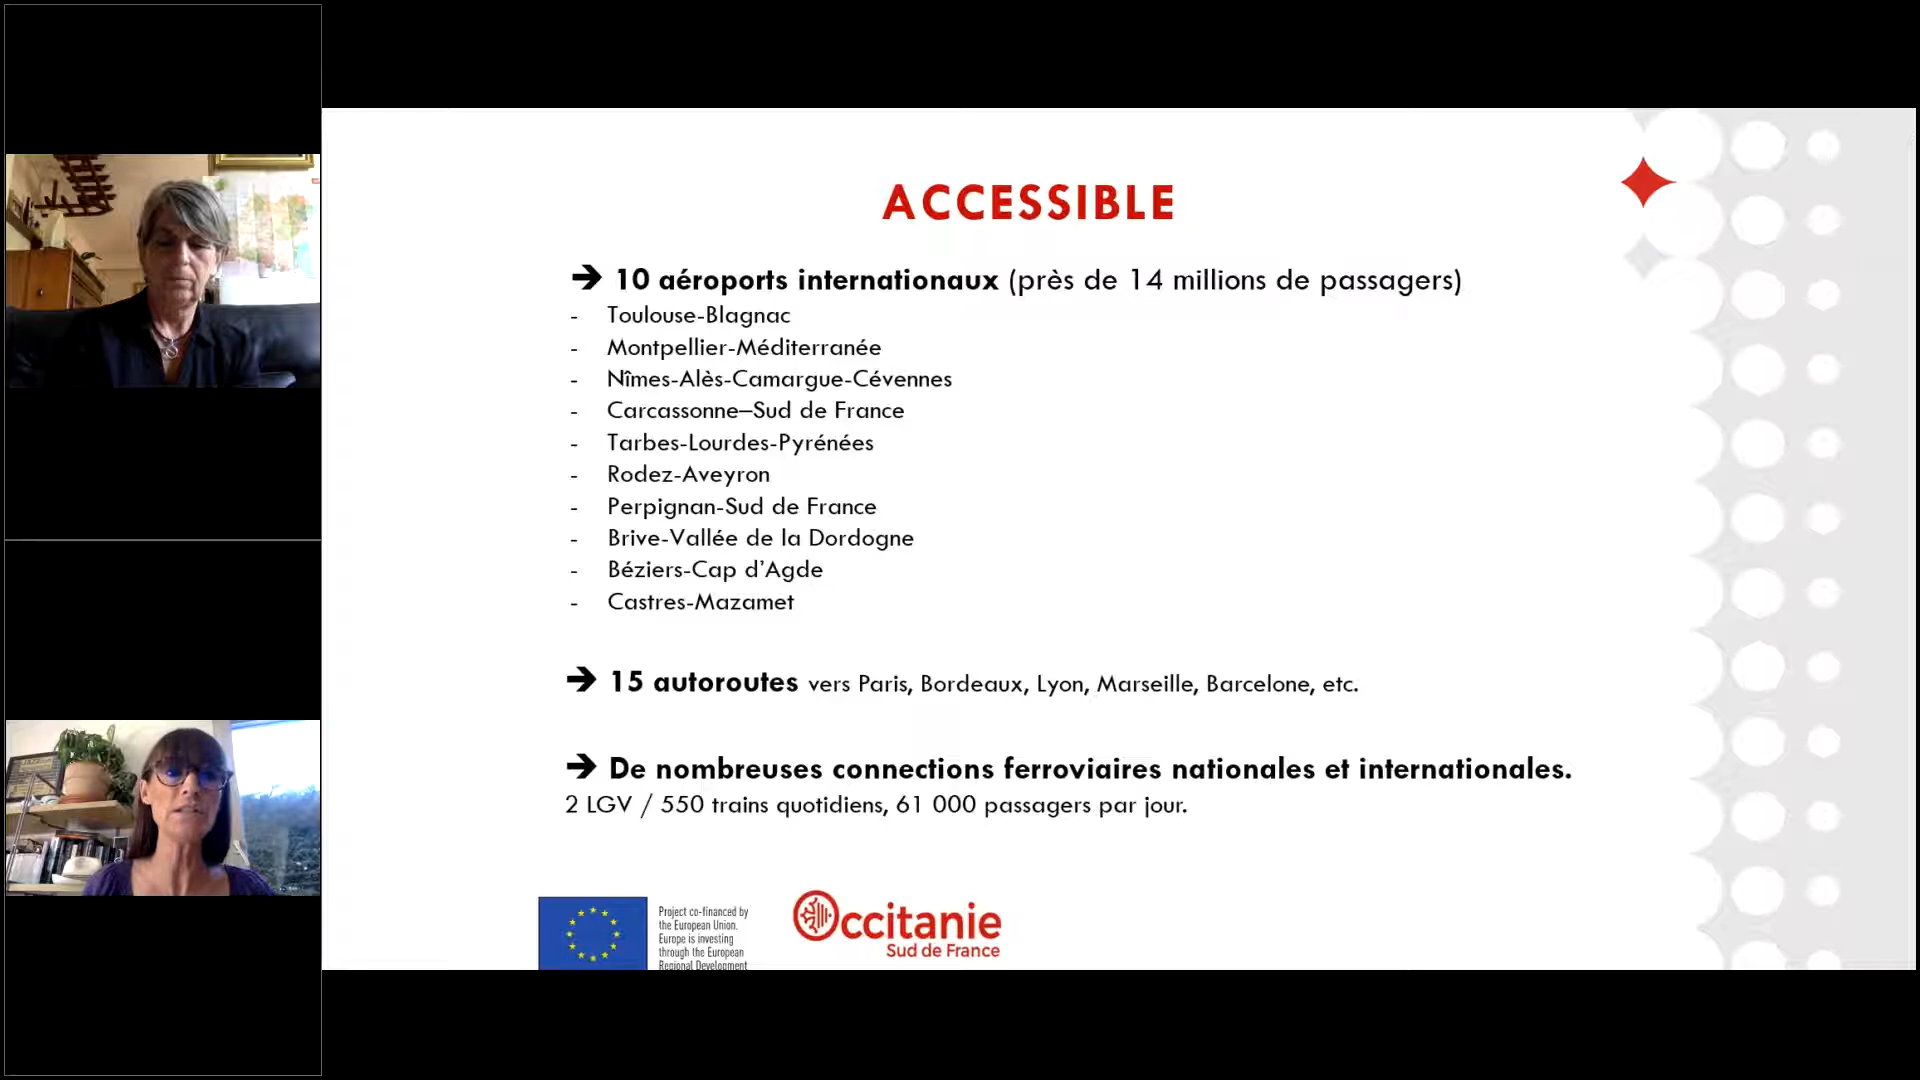 ACCESSIBLE
➔ 10 aéroports internationaux (près de 14 millions de passagers)
- Toulouse-Blagnac
- Montpellier-Méditerranée
- Nîmes-Alès-Camargue-Cévennes
- Carcassonne–Sud de France
- Tarbes-Lourdes-Pyrénées
- Rodez-Aveyron
- Perpignan-Sud de France
- Brive-Vallée de la Dordogne
- Béziers-Cap d’Agde
- Castres-Mazamet
➔ 15 autoroutes vers Paris, Bordeaux, Lyon, Marseille, Barcelone, etc.
➔ De nombreuses connections ferroviaires nationales et internationales.
2 LGV / 550 trains quotidiens, 61 000 passagers par jour.
Project co-financed by
the European Union.
Europe is investing
through the European
Regional Development
Occitanie
Sud de France